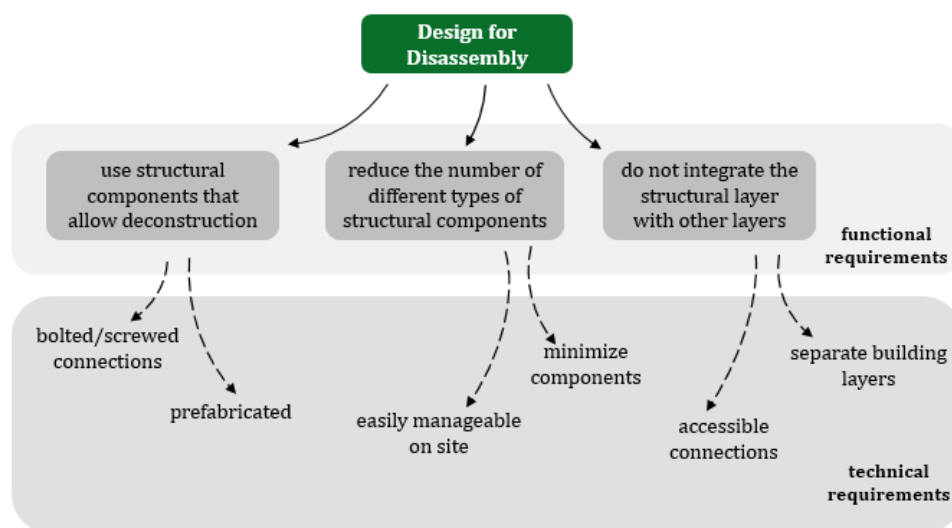 Design for
Disassembly
use structural
components that
allow deconstruction
reduce the number of
different types of
structural components
do not integrate the
structural layer
with other layers
functional
requirements
bolted/screwed
connections
prefabricated
easily manageable
on site
minimize
components
accessible
connections
separate building
layers
technical
requirements